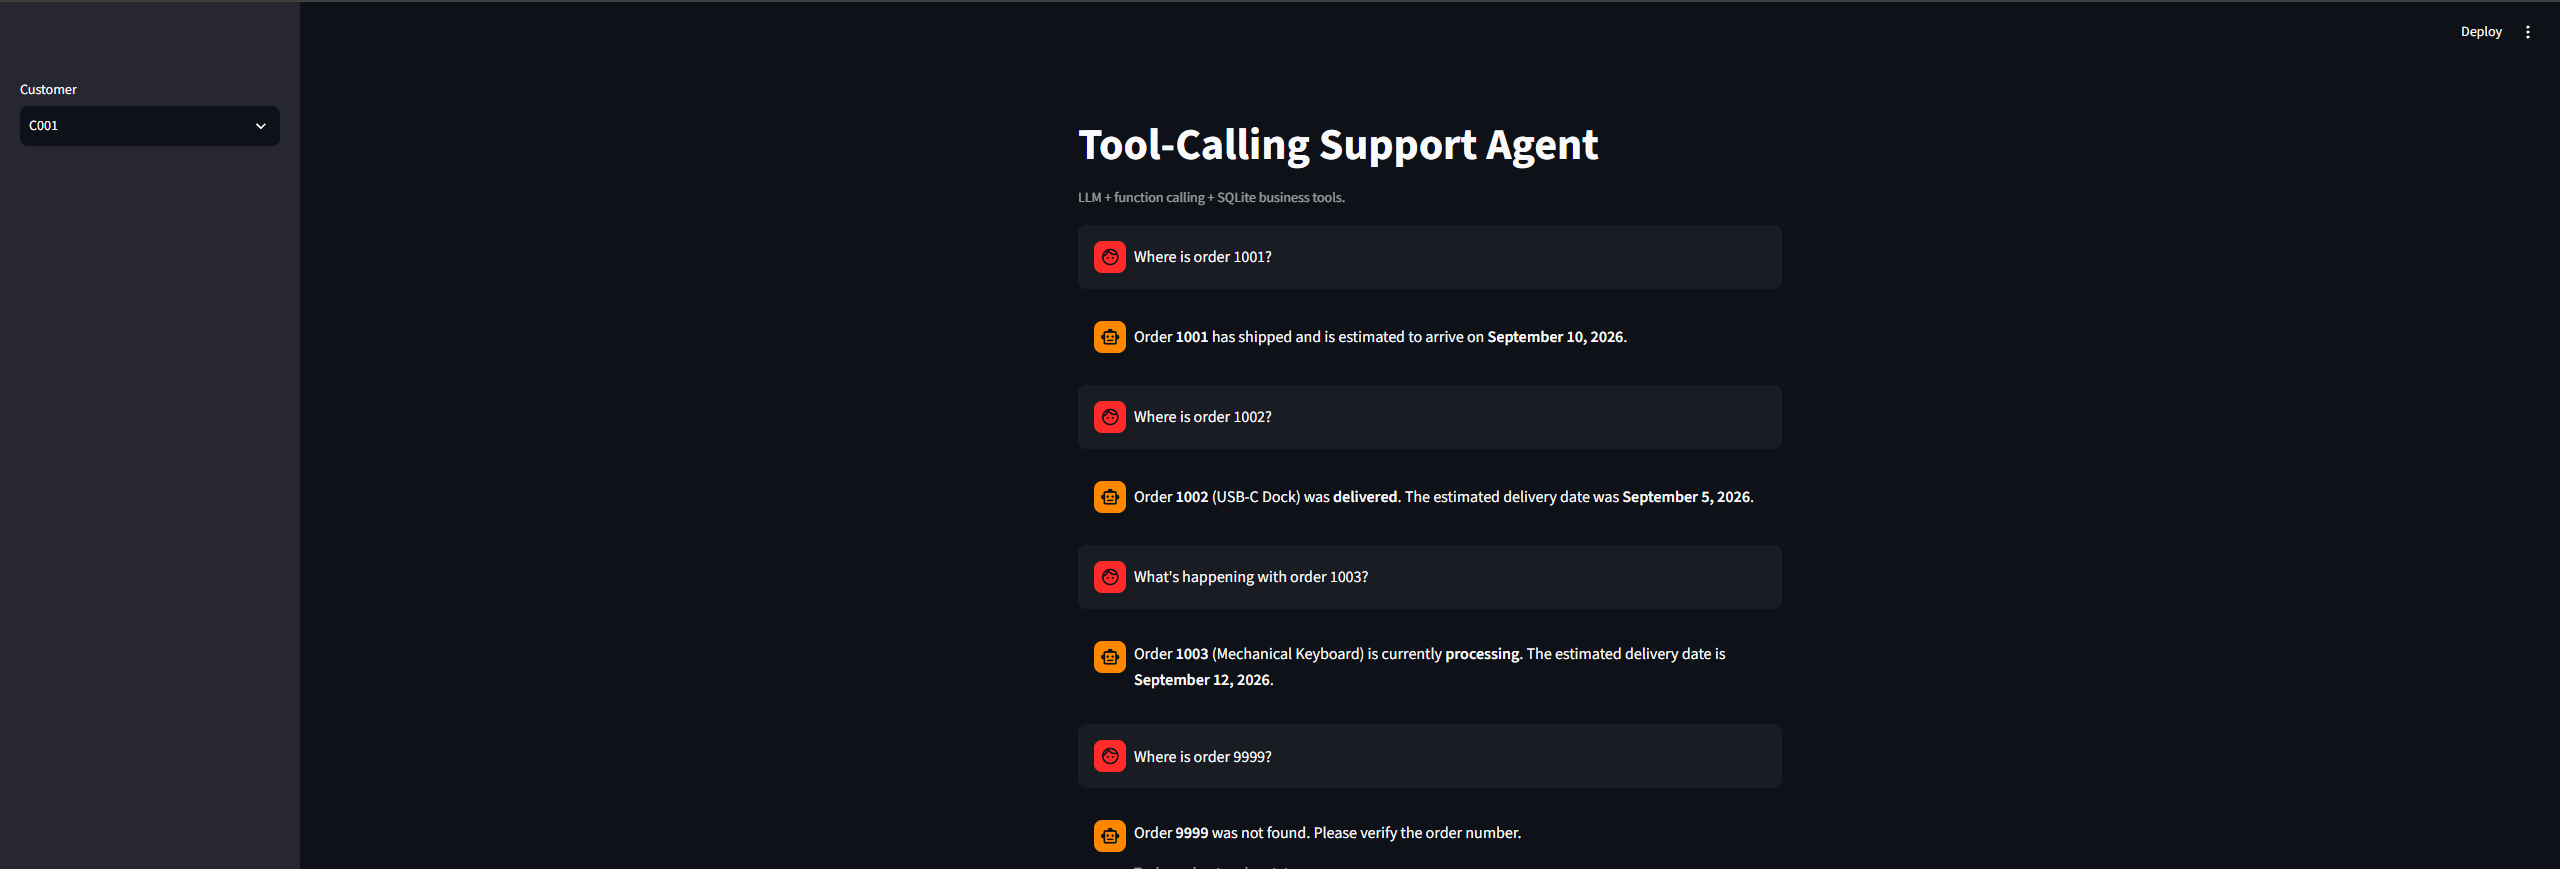 Deploy
Customer
C001
Tool-Calling Support Agent
LLM + function calling + SQLite business tools.
Where is order 1001?
Order 1001 has shipped and is estimated to arrive on September 10, 2026.
Where is order 1002?
Order 1002 (USB-C Dock) was delivered. The estimated delivery date was September 5, 2026.
What's happening with order 1003?
Order 1003 (Mechanical Keyboard) is currently processing. The estimated delivery date is
September 12, 2026.
Where is order 9999?
Order 9999 was not found. Please verify the order number.